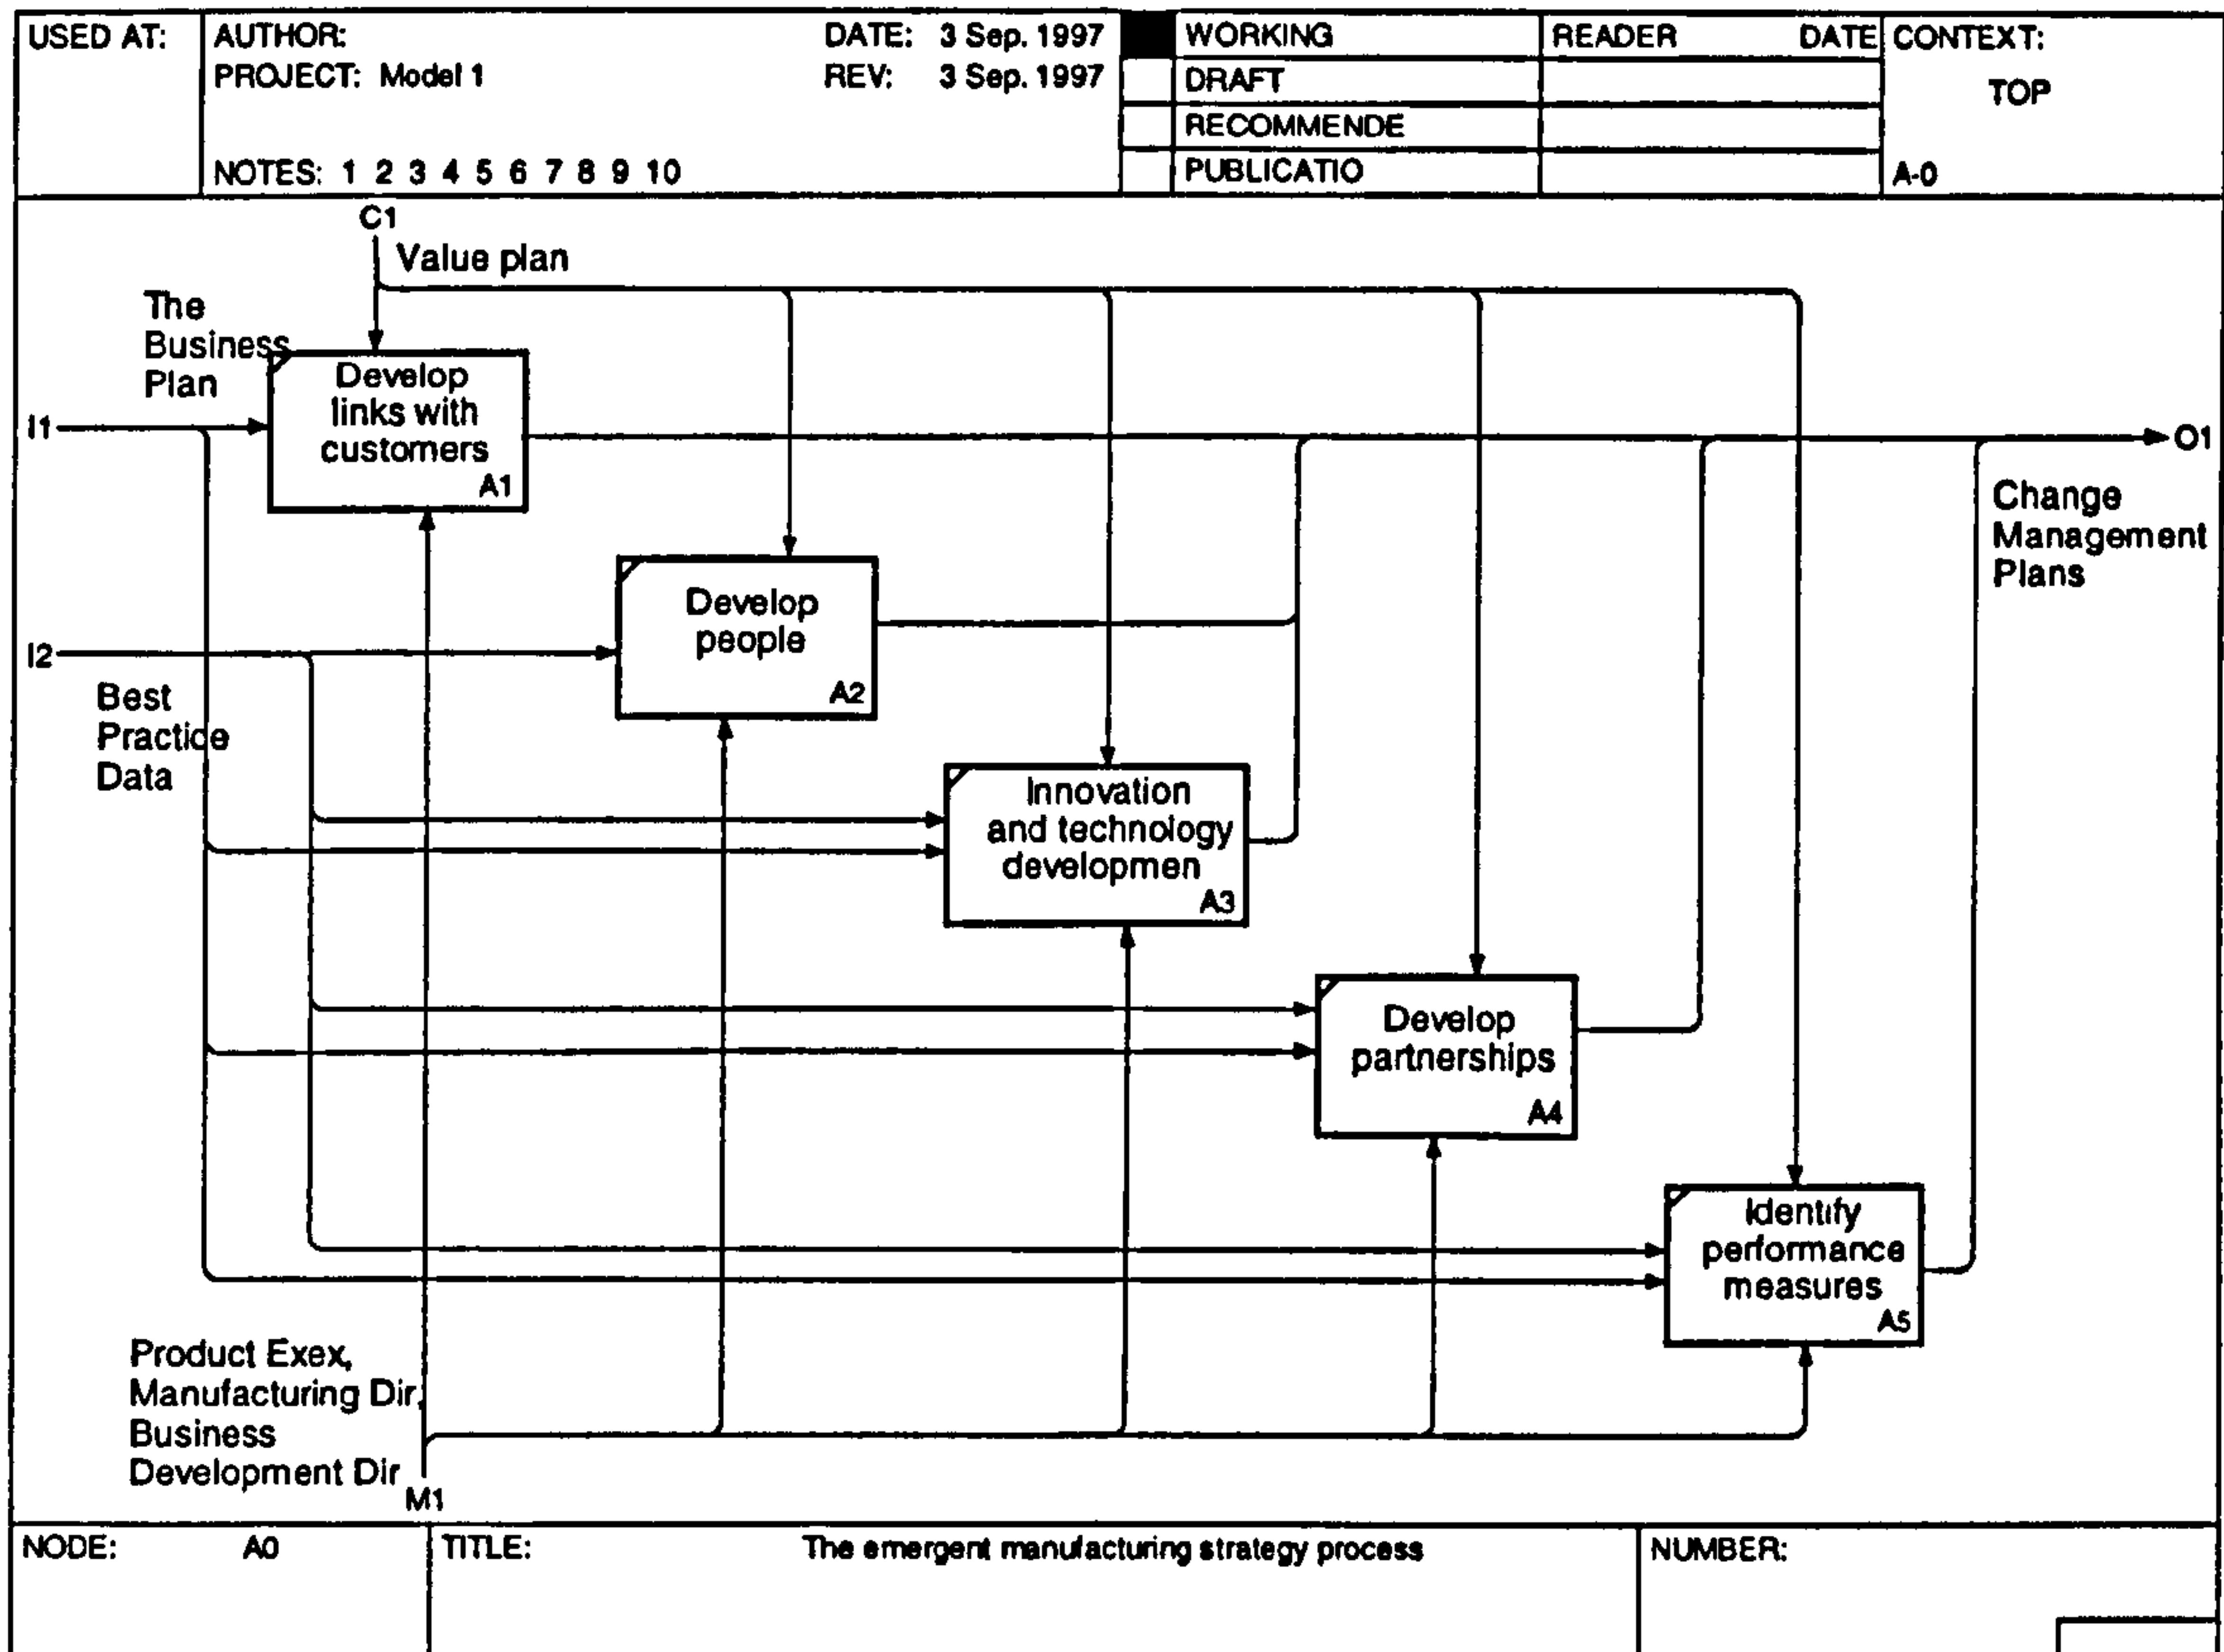 USED AT:
AUTHOR:
DATE: 3 Sep. 1997
PROJECT: Model 1
REV: 3 Sep. 1997
NOTES: 1 2 3 4 5 6 7 8 9 10
WORKING
DRAFT
RECOMMENDE
PUBLICATIO
READER DATE
CONTEXT:
TOP
A-0
C1
Value plan
The
Business
Plan
I1
Develop
links with
customers
A1
O1
Change
Management
Plans
I2
Best
Practice
Data
Develop
people
A2
Innovation
and technology
developmen
A3
Develop
partnerships
A4
Identify
performance
measures
A5
Product Exex,
Manufacturing Dir,
Business
Development Dir
M1
NODE: A0
TITLE: The emergent manufacturing strategy process
NUMBER: